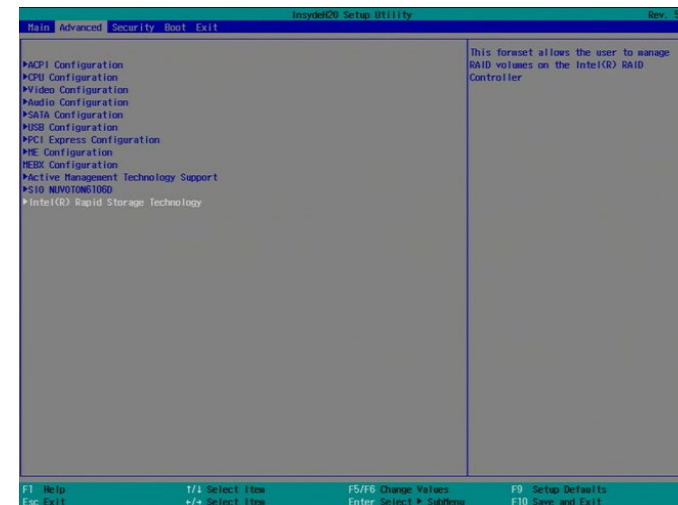 InsydeH20 Setup Utility Rev. 5
Main Advanced Security Boot Exit
This formset allows the user to manage
RAID volumes on the Intel(R) RAID
Controller
▶ACPI Configuration
▶CPU Configuration
▶Video Configuration
▶Audio Configuration
▶SATA Configuration
▶USB Configuration
▶PCI Express Configuration
▶ME Configuration
MEBX Configuration
▶Active Management Technology Support
▶SIO NUVOTON6106D
▶Intel(R) Rapid Storage Technology
F1 Help ↑/↓ Select Item F5/F6 Change Values F9 Setup Defaults
Esc Exit ←/→ Select Item Enter Select ▶ SubMenu F10 Save and Exit